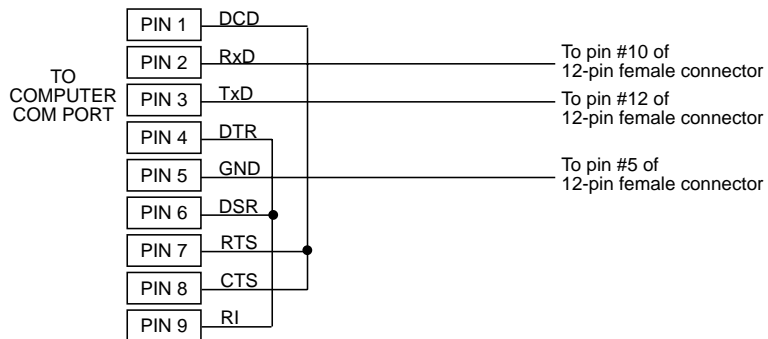 TO
COMPUTER
COM PORT
PIN 1 DCD
PIN 2 RxD To pin #10 of
12-pin female connector
PIN 3 TxD To pin #12 of
12-pin female connector
PIN 4 DTR
PIN 5 GND To pin #5 of
12-pin female connector
PIN 6 DSR
PIN 7 RTS
PIN 8 CTS
PIN 9 RI